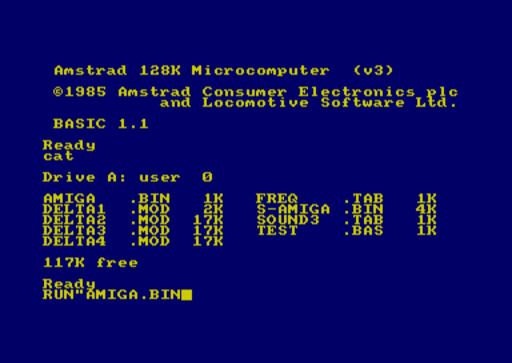 Amstrad 128K Microcomputer  (v3)
©1985 Amstrad Consumer Electronics plc
and Locomotive Software Ltd.
BASIC 1.1
Ready
cat
Drive A: user  0
AMIGA   .BIN   1K    FREQ    .TAB   1K
DELTA1  .MOD   2K    S-AMIGA .BIN   4K
DELTA2  .MOD  17K    SOUND3  .TAB   1K
DELTA3  .MOD  17K    TEST    .BAS   1K
DELTA4  .MOD  17K
117K free
Ready
RUN"AMIGA.BIN